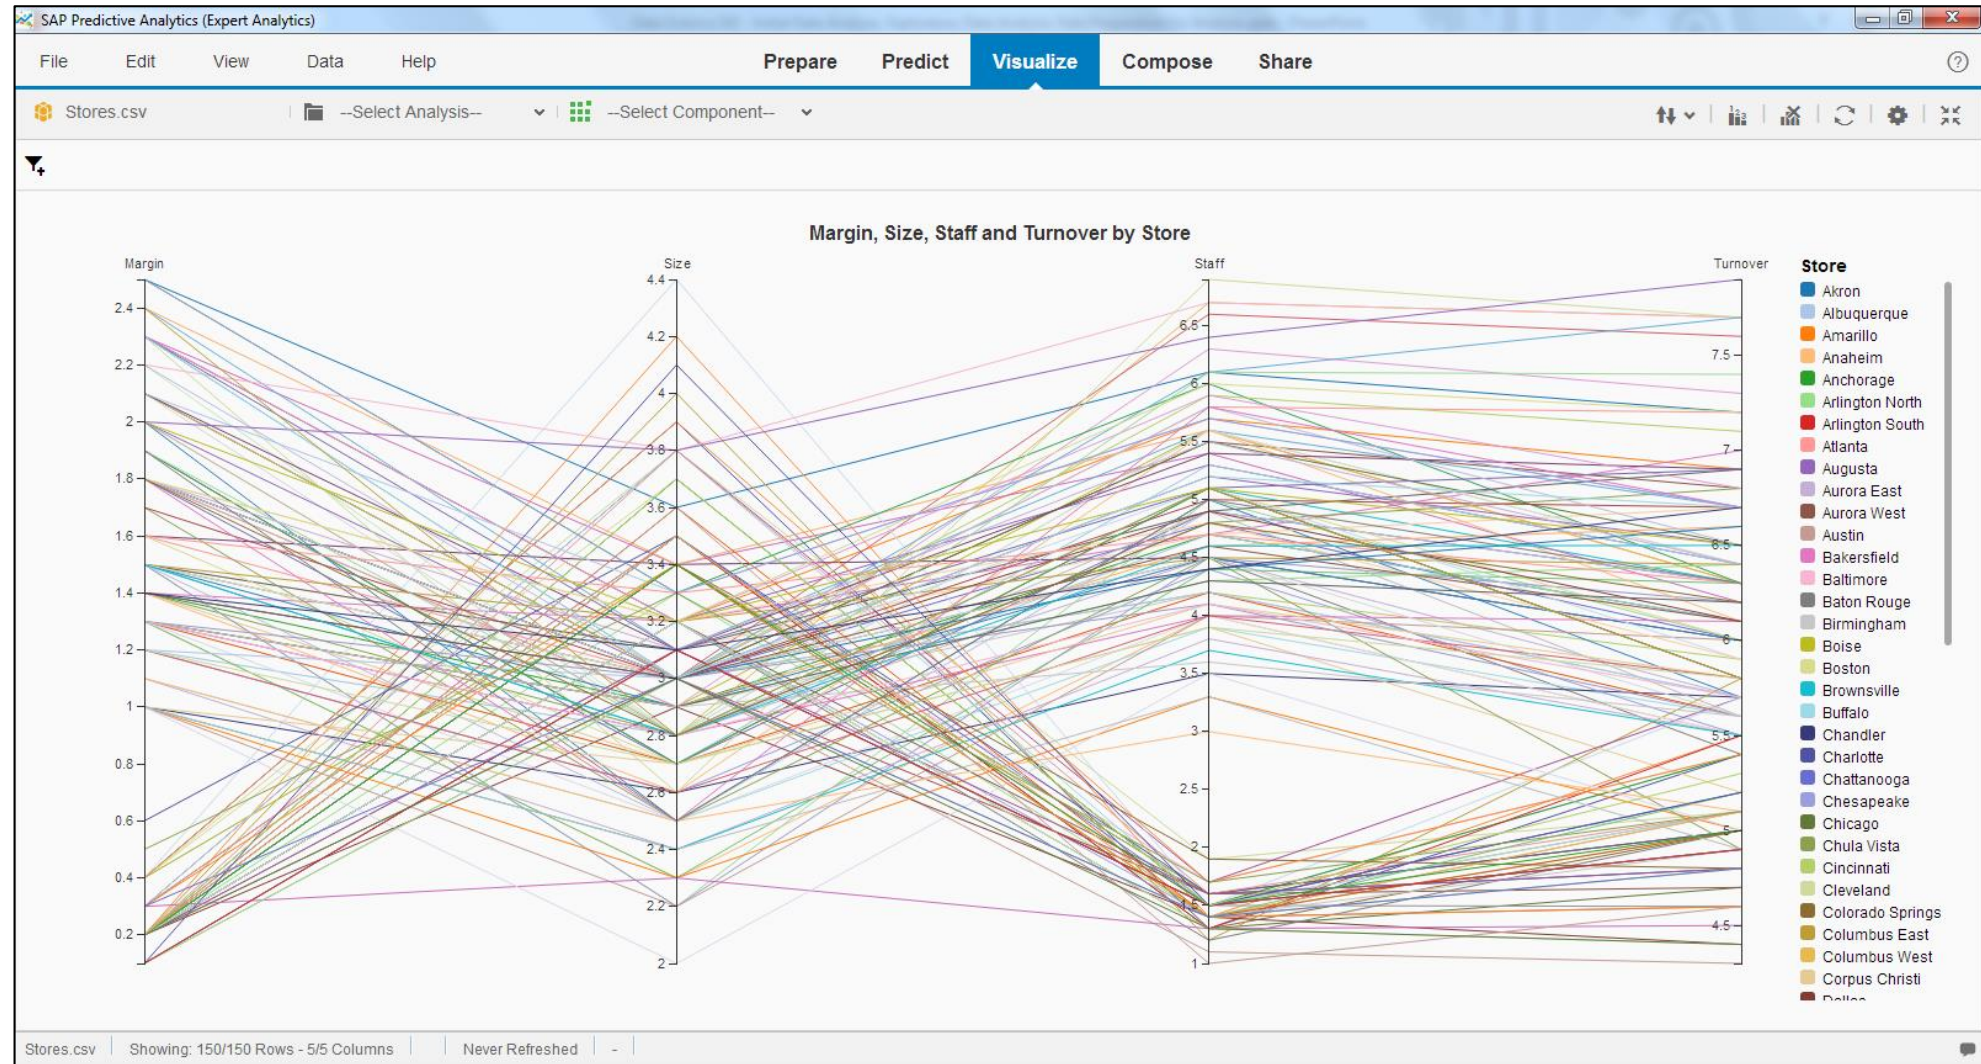 SAP Predictive Analytics (Expert Analytics)
File Edit View Data Help Prepare Predict Visualize Compose Share
Stores.csv --Select Analysis-- --Select Component--
Margin, Size, Staff and Turnover by Store
Margin Size Staff Turnover
2.4
2.2
2
1.8
1.6
1.4
1.2
1
0.8
0.6
0.4
0.2
4.4
4.2
4
3.8
3.6
3.4
3.2
3
2.8
2.6
2.4
2.2
2
6.5
6
5.5
5
4.5
4
3.5
3
2.5
2
1.5
1
7.5
7
6.5
6
5.5
5
4.5
Store
Akron
Albuquerque
Amarillo
Anaheim
Anchorage
Arlington North
Arlington South
Atlanta
Augusta
Aurora East
Aurora West
Austin
Bakersfield
Baltimore
Baton Rouge
Birmingham
Boise
Boston
Brownsville
Buffalo
Chandler
Charlotte
Chattanooga
Chesapeake
Chicago
Chula Vista
Cincinnati
Cleveland
Colorado Springs
Columbus East
Columbus West
Corpus Christi
Dallas
Stores.csv Showing: 150/150 Rows - 5/5 Columns Never Refreshed -